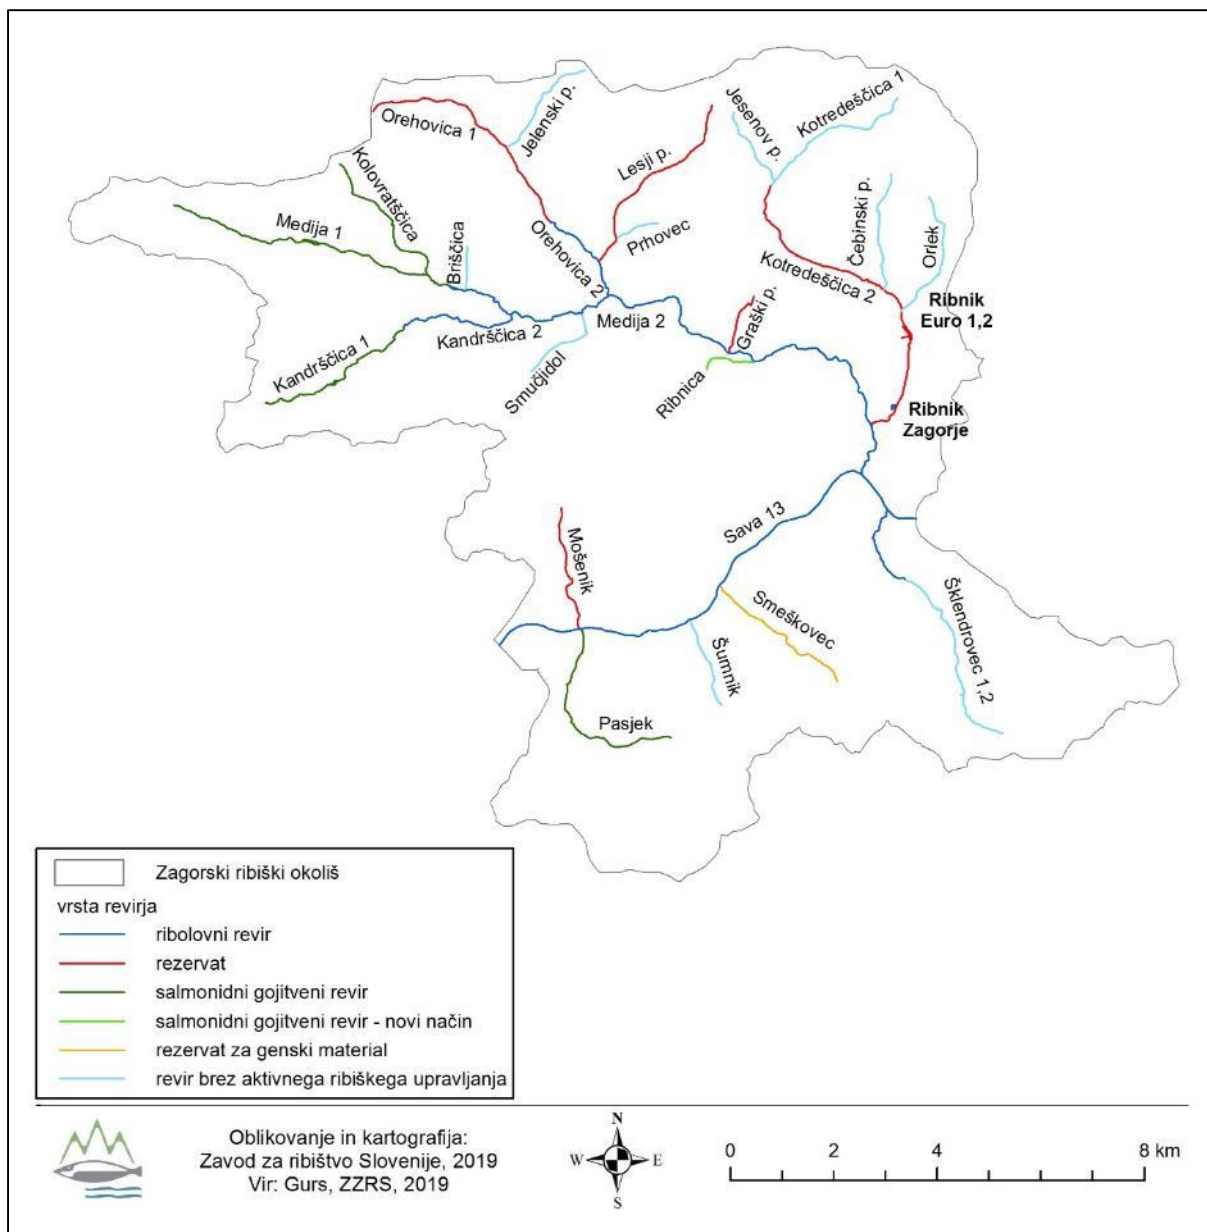 Orehovica 1
Jelenski p.
Kolovratščica
Medija 1
Briščica
Orehovica 2
Lesji p.
Prhovec
Jesenov p.
Kotredeščica 1
Čebinski p.
Orlek
Kotredeščica 2
Ribnik
Euro 1,2
Kandrščica 1
Kandrščica 2
Smučjidol
Medija 2
Graški p.
Ribnica
Ribnik
Zagorje
Sava 13
Mošenik
Smeškovec
Šumnik
Šklendrovec 1,2
Pasjek
Zagorski ribiški okoliš
vrsta revirja
ribolovni revir
rezervat
salmonidni gojitveni revir
salmonidni gojitveni revir - novi način
rezervat za genski material
revir brez aktivnega ribiškega upravljanja
Oblikovanje in kartografija:
Zavod za ribištvo Slovenije, 2019
Vir: Gurs, ZZRS, 2019
N
W E
S
0 2 4 8 km